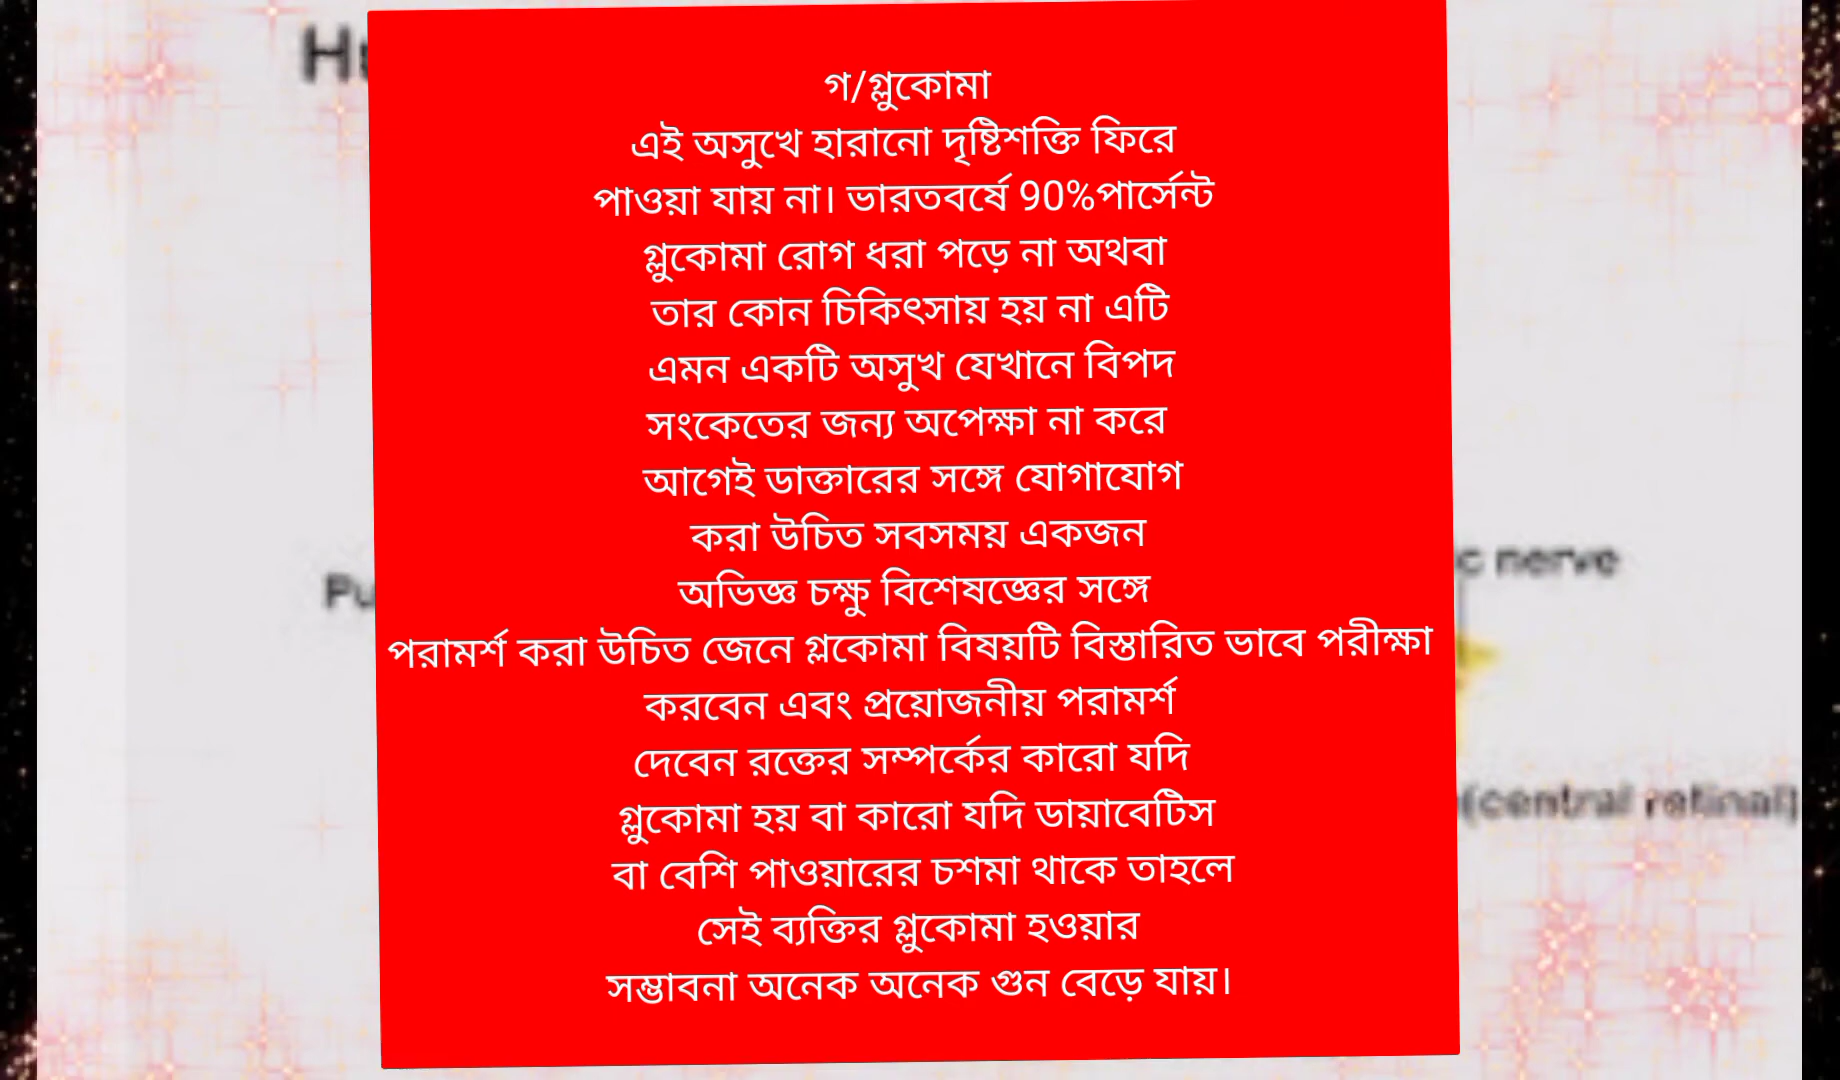 গ/গ্লুকোমা
এই অসুখে হারানো দৃষ্টিশক্তি ফিরে
পাওয়া যায় না। ভারতবর্ষে 90%পার্সেন্ট
গ্লুকোমা রোগ ধরা পড়ে না অথবা
তার কোন চিকিৎসায় হয় না এটি
এমন একটি অসুখ যেখানে বিপদ
সংকেতের জন্য অপেক্ষা না করে
আগেই ডাক্তারের সঙ্গে যোগাযোগ
করা উচিত সবসময় একজন
অভিজ্ঞ চক্ষু বিশেষজ্ঞের সঙ্গে
পরামর্শ করা উচিত জেনে গ্লকোমা বিষয়টি বিস্তারিত ভাবে পরীক্ষা
করবেন এবং প্রয়োজনীয় পরামর্শ
দেবেন রক্তের সম্পর্কের কারো যদি
গ্লুকোমা হয় বা কারো যদি ডায়াবেটিস
বা বেশি পাওয়ারের চশমা থাকে তাহলে
সেই ব্যক্তির গ্লুকোমা হওয়ার
সম্ভাবনা অনেক অনেক গুন বেড়ে যায়।
nerve
(central retinal)